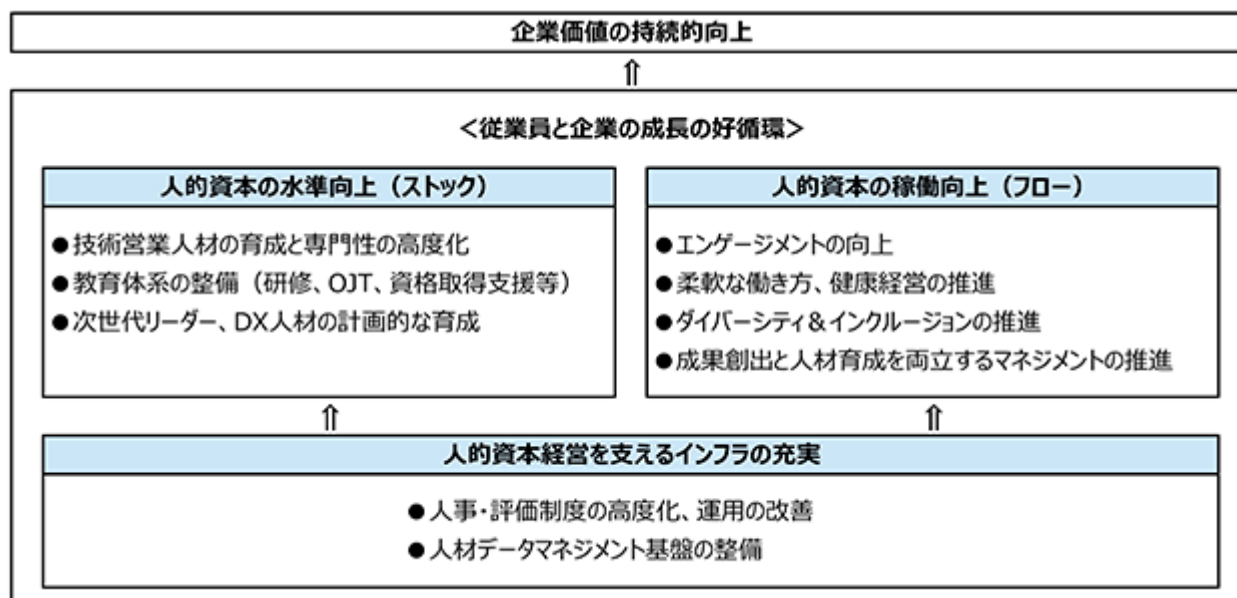 企業価値の持続的向上
⇑
＜従業員と企業の成長の好循環＞
人的資本の水準向上（ストック）
●技術営業人材の育成と専門性の高度化
●教育体系の整備（研修、OJT、資格取得支援等）
●次世代リーダー、DX人材の計画的な育成
人的資本の稼働向上（フロー）
●エンゲージメントの向上
●柔軟な働き方、健康経営の推進
●ダイバーシティ＆インクルージョンの推進
●成果創出と人材育成を両立するマネジメントの推進
⇑ ⇑
人的資本経営を支えるインフラの充実
●人事・評価制度の高度化、運用の改善
●人材データマネジメント基盤の整備